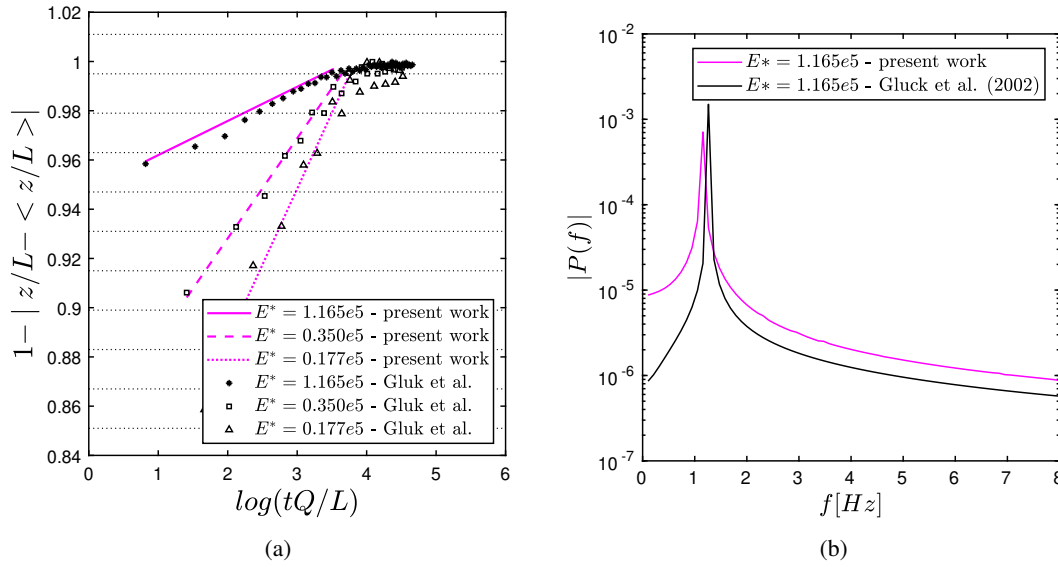 1.02
1
0.98
0.96
0.94
0.92
0.9
0.88
0.86
0.84
1− | z/L− < z/L > |
E* = 1.165e5 - present work
E* = 0.350e5 - present work
E* = 0.177e5 - present work
E* = 1.165e5 - Gluk et al.
E* = 0.350e5 - Gluk et al.
E* = 0.177e5 - Gluk et al.
0 1 2 3 4 5 6
log(tQ/L)
(a)
10-2
10-3
10-4
10-5
10-6
10-7
|P(f)|
E* = 1.165e5 - present work
E* = 1.165e5 - Gluck et al. (2002)
0 1 2 3 4 5 6 7 8
f[Hz]
(b)